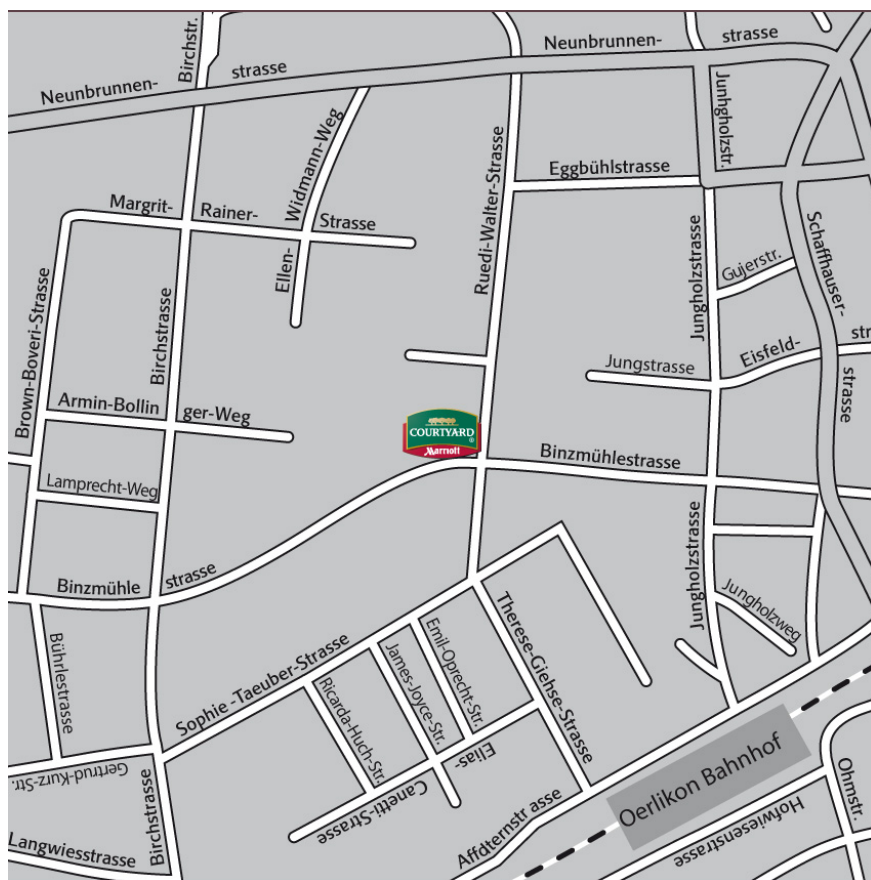 Birchstr.
Neunbrunnen-
strasse
Neunbrunnen-
strasse
Junhgholzstr.
Widmann-Weg
Ellen-
Ruedi-Walter-Strasse
Eggbühlstrasse
Margrit-
Rainer-
Strasse
Schaffhauser-
strasse
Jungholzstrasse
Gujerstr.
Brown-Boveri-Strasse
Birchstrasse
Jungstrasse
Eisfeld-
str
Armin-Bollin
ger-Weg
COURTYARD
®
Marriott
Binzmühlestrasse
Lamprecht-Weg
Jungholzstrasse
Binzmühle
strasse
Jungholzweg
Bührlestrasse
Sophie-Taeuber-Strasse
Therese-Giehse-Strasse
Emil-Oprecht-Str.
James-Joyce-Str.
Ricarda-Huch-Str.
Elias-
Canetti-Strasse
Gertrud-Kurz-Str.
Birchstrasse
Langwiesstrasse
Affdternstrasse
Oerlikon Bahnhof
Hofwiesenstrasse
Ohmstr.